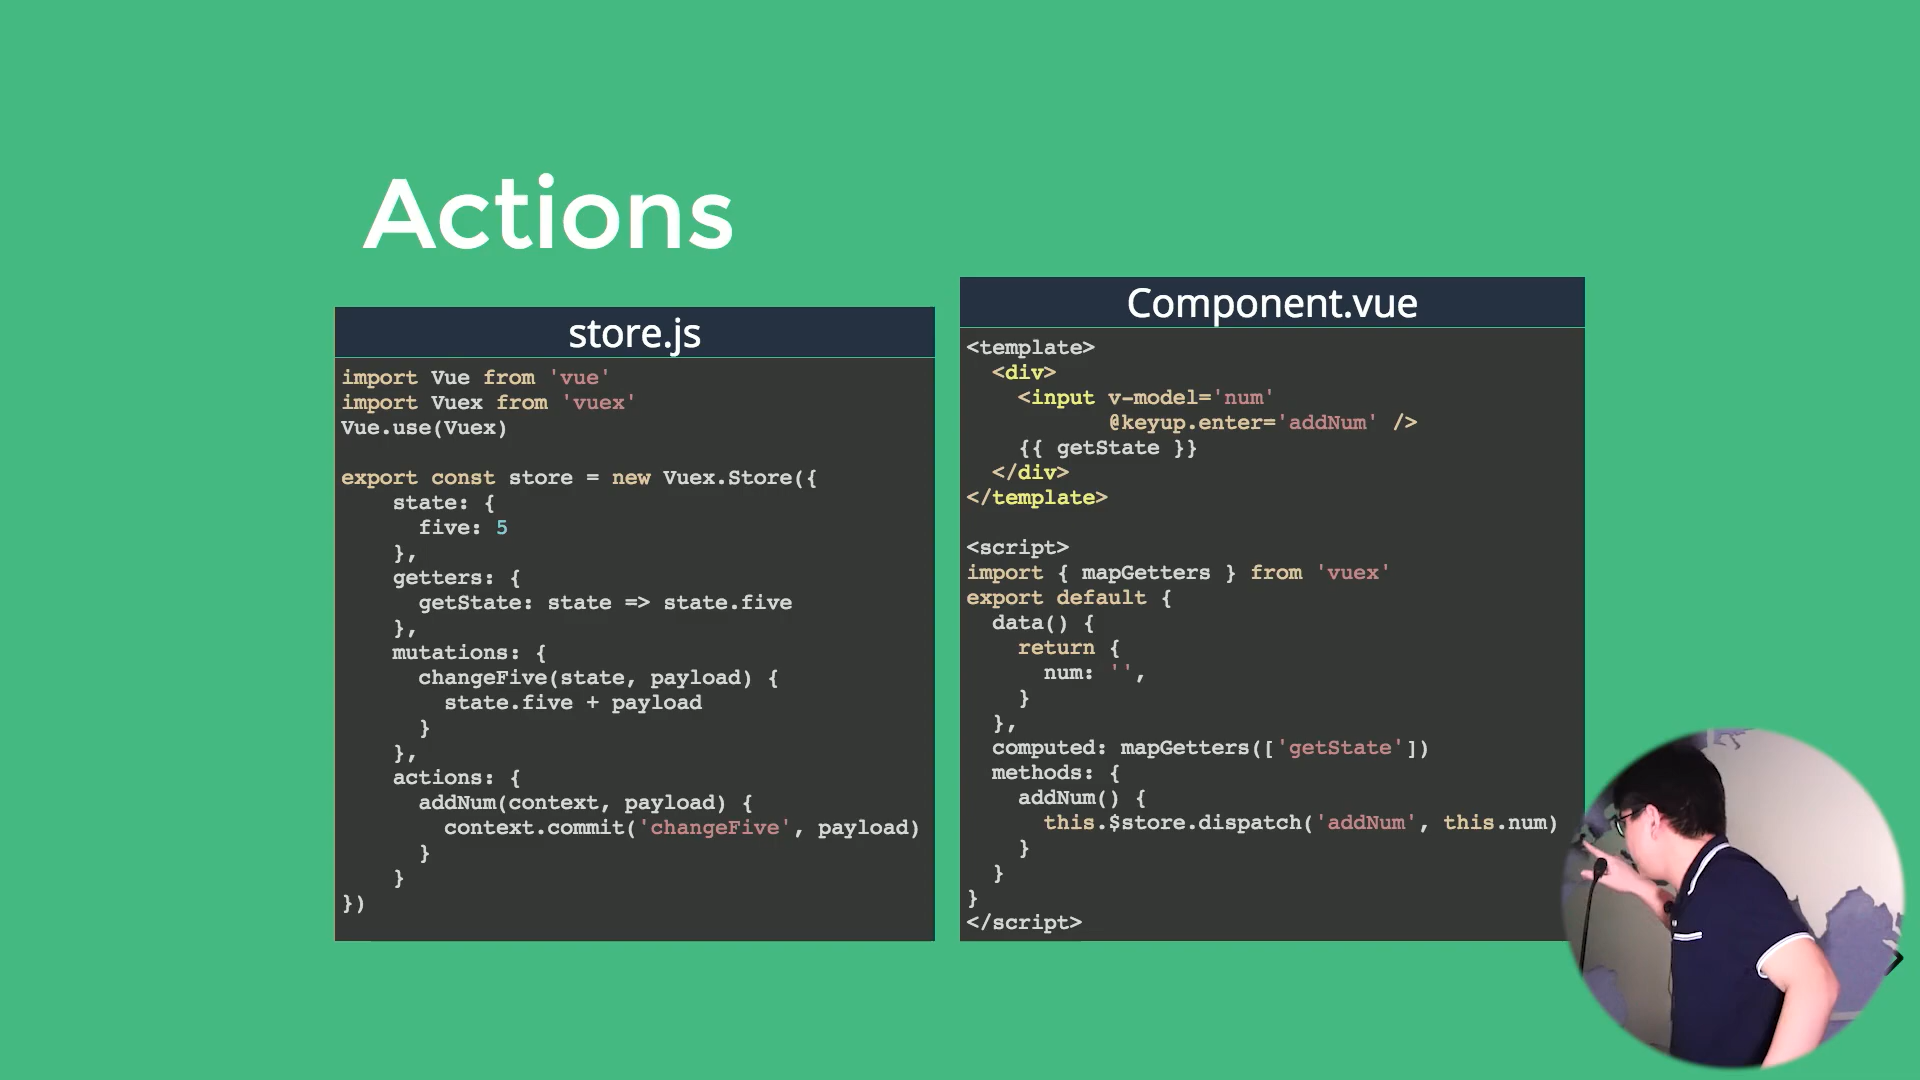 Actions
store.js
import Vue from 'vue'
import Vuex from 'vuex'
Vue.use(Vuex)
export const store = new Vuex.Store({
    state: {
      five: 5
    },
    getters: {
      getState: state => state.five
    },
    mutations: {
      changeFive(state, payload) {
        state.five + payload
      }
    },
    actions: {
      addNum(context, payload) {
        context.commit('changeFive', payload)
      }
    }
})
Component.vue
<template>
  <div>
    <input v-model='num'
           @keyup.enter='addNum' />
    {{ getState }}
  </div>
</template>
<script>
import { mapGetters } from 'vuex'
export default {
  data() {
    return {
      num: '',
    }
  },
  computed: mapGetters(['getState'])
  methods: {
    addNum() {
      this.$store.dispatch('addNum', this.num)
    }
  }
}
</script>